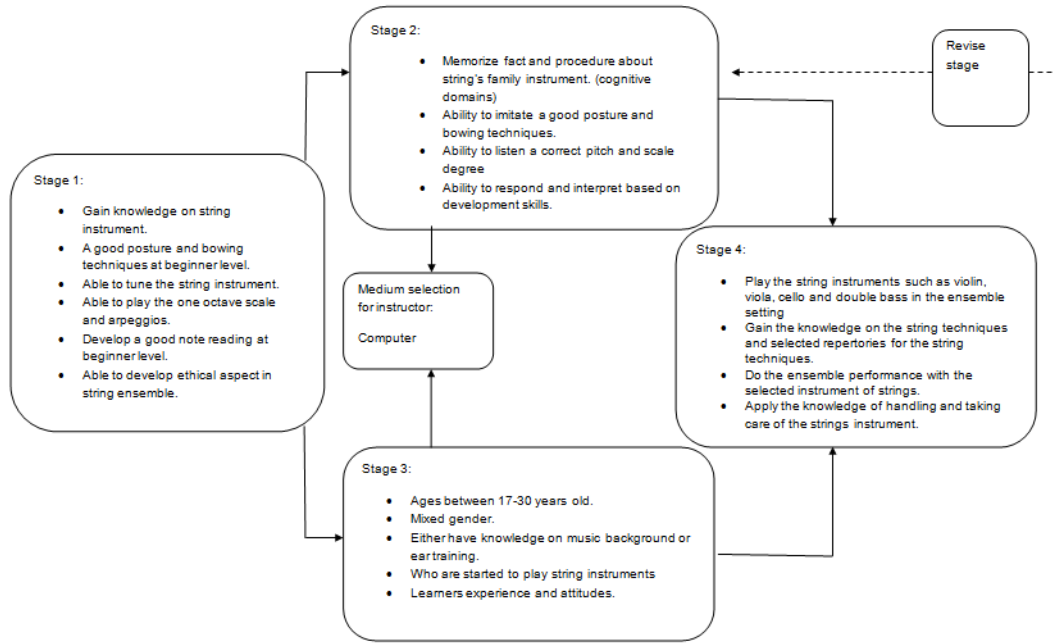 Stage 2:
• Memorize fact and procedure about
string's family instrument. (cognitive
domains)
• Ability to imitate a good posture and
bowing techniques.
• Ability to listen a correct pitch and scale
degree
• Ability to respond and interpret based on
development skills.
Revise
stage
Stage 1:
• Gain knowledge on string
instrument.
• A good posture and bowing
techniques at beginner level.
• Able to tune the string instrument.
• Able to play the one octave scale
and arpeggios.
• Develop a good note reading at
beginner level.
• Able to develop ethical aspect in
string ensemble.
Medium selection
for instructor:
Computer
Stage 4:
• Play the string instruments such as violin,
viola, cello and double bass in the ensemble
setting
• Gain the knowledge on the string techniques
and selected repertories for the string
techniques.
• Do the ensemble performance with the
selected instrument of strings.
• Apply the knowledge of handling and taking
care of the strings instrument.
Stage 3:
• Ages between 17-30 years old.
• Mixed gender.
• Either have knowledge on music background or
ear training.
• Who are started to play string instruments
• Learners experience and attitudes.